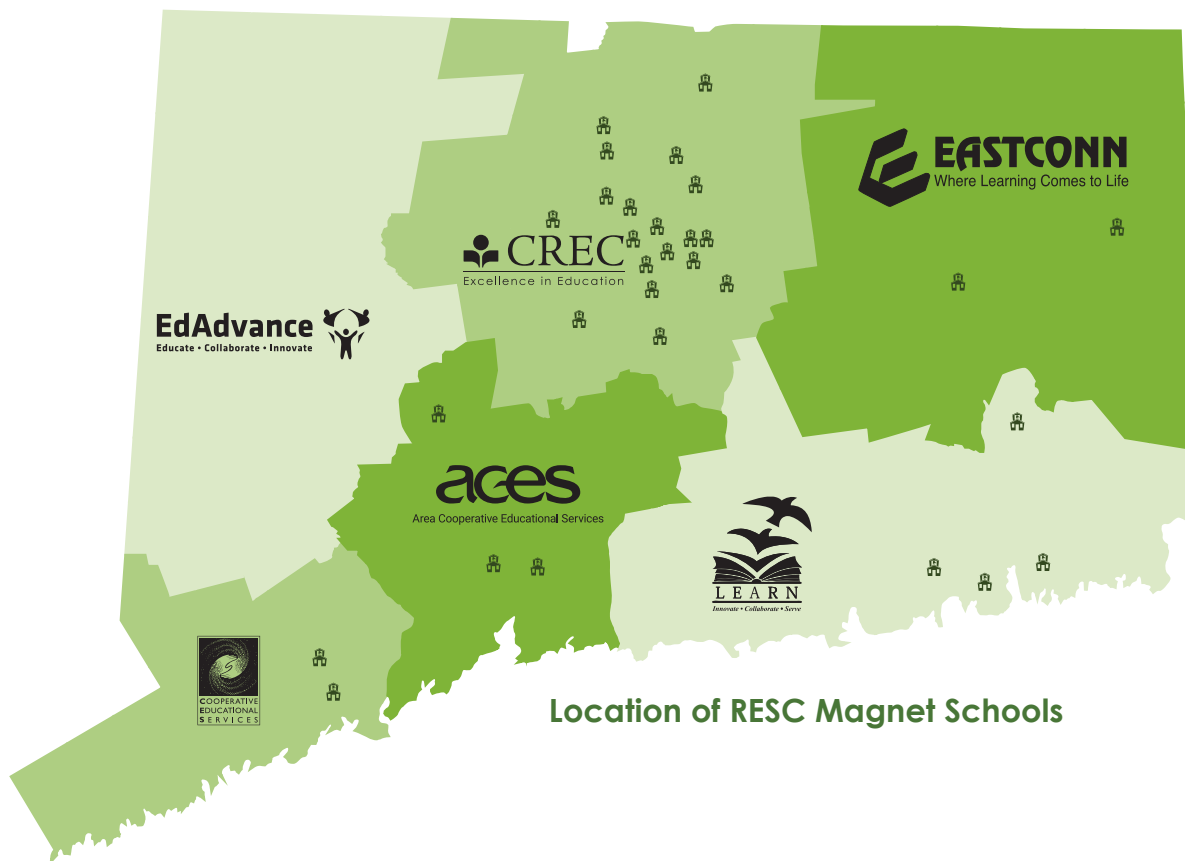 EASTCONN
Where Learning Comes to Life
CREC
Excellence in Education
EdAdvance
Educate • Collaborate • Innovate
aces
Area Cooperative Educational Services
LEARN
Innovate • Collaborate • Serve
S
COOPERATIVE
EDUCATIONAL
SERVICES
Location of RESC Magnet Schools